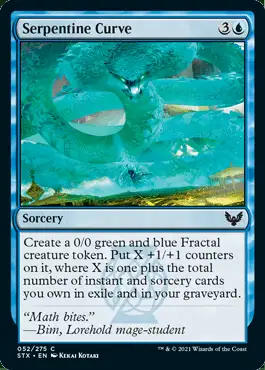 Serpentine Curve 3
Sorcery
Create a 0/0 green and blue Fractal
creature token. Put X +1/+1 counters
on it, where X is one plus the total
number of instant and sorcery cards
you own in exile and in your graveyard.
"Math bites."
—Bim, Lorehold mage-student
052/275 C
STX • EN KEKAI KOTAKI ™ & © 2021 Wizards of the Coast